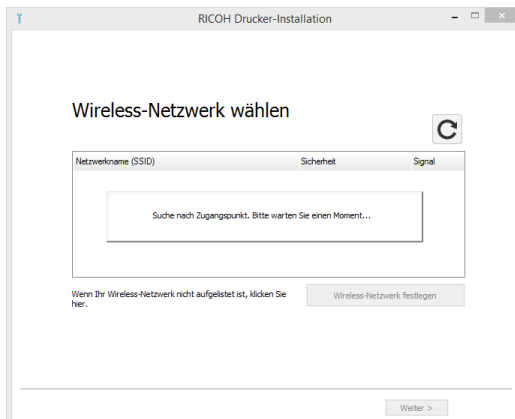 RICOH Drucker-Installation
Wireless-Netzwerk wählen
Netzwerkname (SSID) Sicherheit Signal
Suche nach Zugangspunkt. Bitte warten Sie einen Moment...
Wenn Ihr Wireless-Netzwerk nicht aufgelistet ist, klicken Sie
hier.
Wireless-Netzwerk festlegen
Weiter >